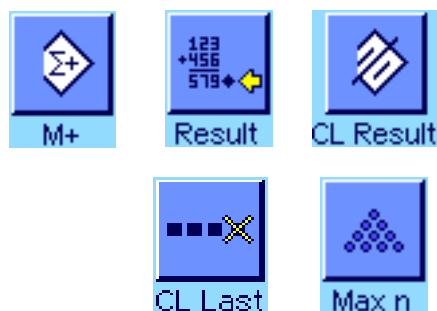 Σ+
123
+456
579
M+
Result
CL Result
CL Last
Max n